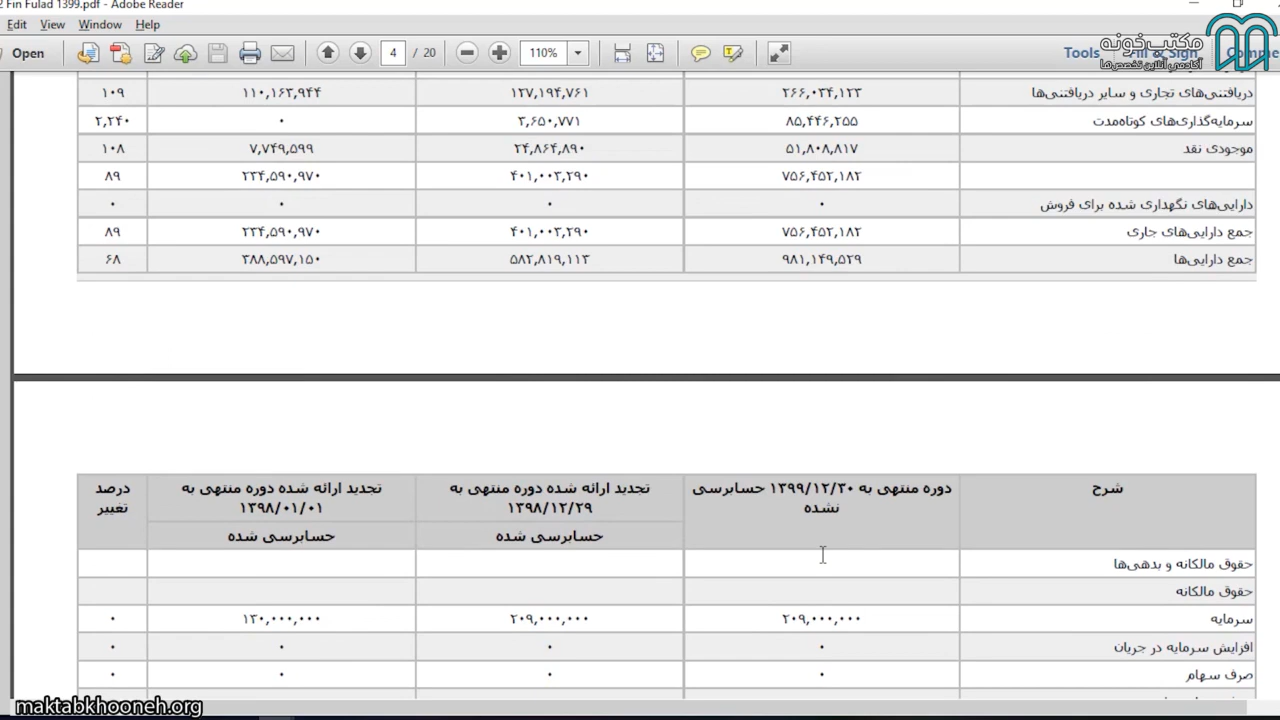 2 Fin Fulad 1399.pdf - Adobe Reader
Edit View Window Help
Open 4 / 20 110% Tools Fill & Sign Comme
مکتب‌خونه
آکادمی آنلاین تخصص‌ها
دریافتنی‌های تجاری و سایر دریافتنی‌ها ۲۶۶,۰۳۴,۱۲۳ ۱۲۷,۱۹۴,۷۶۱ ۱۱۰,۱۶۳,۹۴۴ ۱۰۹
سرمایه‌گذاری‌های کوتاه‌مدت ۸۵,۴۴۶,۲۵۵ ۳,۶۵۰,۷۷۱ ۰ ۲,۲۴۰
موجودی نقد ۵۱,۸۰۸,۸۱۷ ۲۴,۸۶۴,۸۹۰ ۷,۷۴۹,۵۹۹ ۱۰۸
۷۵۶,۴۵۲,۱۸۲ ۴۰۱,۰۰۳,۲۹۰ ۲۳۴,۵۹۰,۹۷۰ ۸۹
دارایی‌های نگهداری شده برای فروش ۰ ۰ ۰ ۰
جمع دارایی‌های جاری ۷۵۶,۴۵۲,۱۸۲ ۴۰۱,۰۰۳,۲۹۰ ۲۳۴,۵۹۰,۹۷۰ ۸۹
جمع دارایی‌ها ۹۸۱,۱۴۹,۵۲۹ ۵۸۲,۸۱۹,۱۱۳ ۳۸۸,۵۹۷,۱۵۰ ۶۸
شرح دوره منتهی به ۱۳۹۹/۱۲/۳۰ حسابرسی تجدید ارائه شده دوره منتهی به تجدید ارائه شده دوره منتهی به درصد
نشده ۱۳۹۸/۱۲/۲۹ ۱۳۹۸/۰۱/۰۱ تغییر
حسابرسی شده حسابرسی شده
حقوق مالکانه و بدهی‌ها
حقوق مالکانه
سرمایه ۲۰۹,۰۰۰,۰۰۰ ۲۰۹,۰۰۰,۰۰۰ ۱۳۰,۰۰۰,۰۰۰ ۰
افزایش سرمایه در جریان ۰ ۰ ۰ ۰
صرف سهام ۰ ۰ ۰ ۰
maktabkhooneh.org